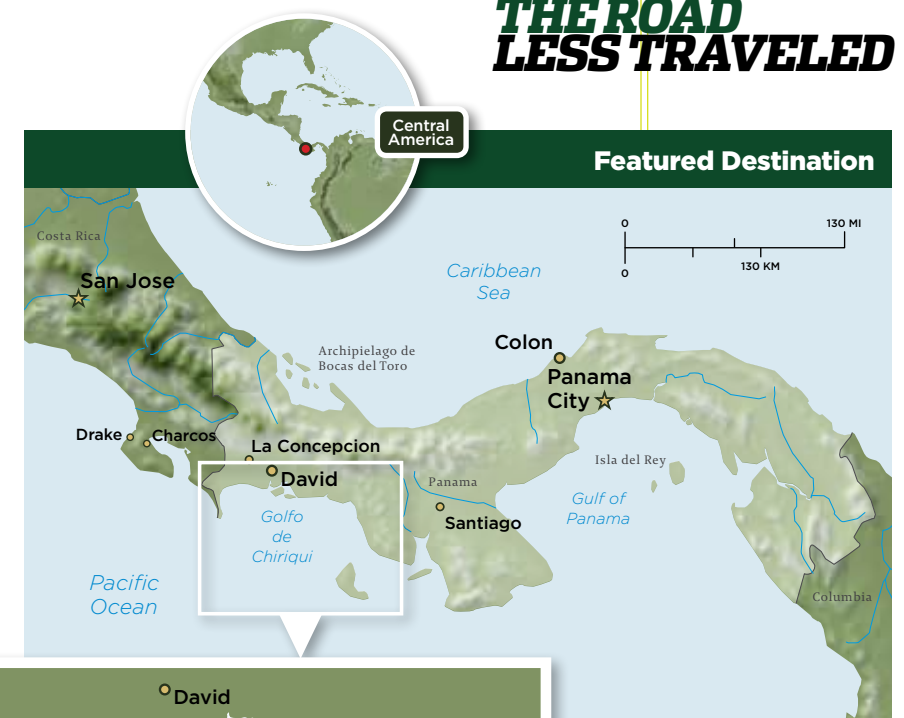 THE ROAD
LESS TRAVELED
Central
America
Featured Destination
0
130 MI
0
130 KM
Costa Rica
San Jose
Caribbean
Sea
Archipelago de
Bocas del Toro
Colon
Panama
City
Drake
Charcos
La Concepcion
David
Isla del Rey
Panama
Golfo
de
Chiriqui
Santiago
Gulf of
Panama
Pacific
Ocean
Columbia
David